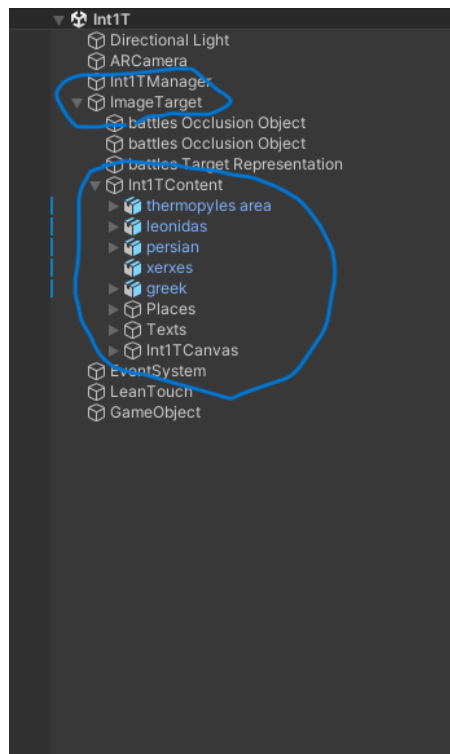 Int1T
Directional Light
ARCamera
Int1TManager
ImageTarget
battles Occlusion Object
battles Occlusion Object
battles Target Representation
Int1TContent
thermopyles area
leonidas
persian
xerxes
greek
Places
Texts
Int1TCanvas
EventSystem
LeanTouch
GameObject